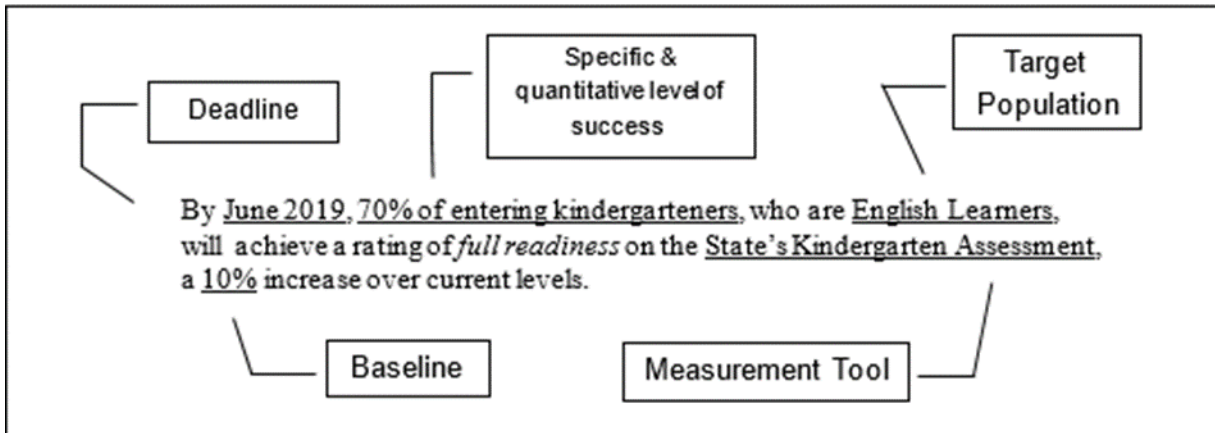 Specific &
quantitative level of
success
Target
Population
Deadline
By June 2019, 70% of entering kindergarteners, who are English Learners,
will achieve a rating of full readiness on the State's Kindergarten Assessment,
a 10% increase over current levels.
Baseline
Measurement Tool